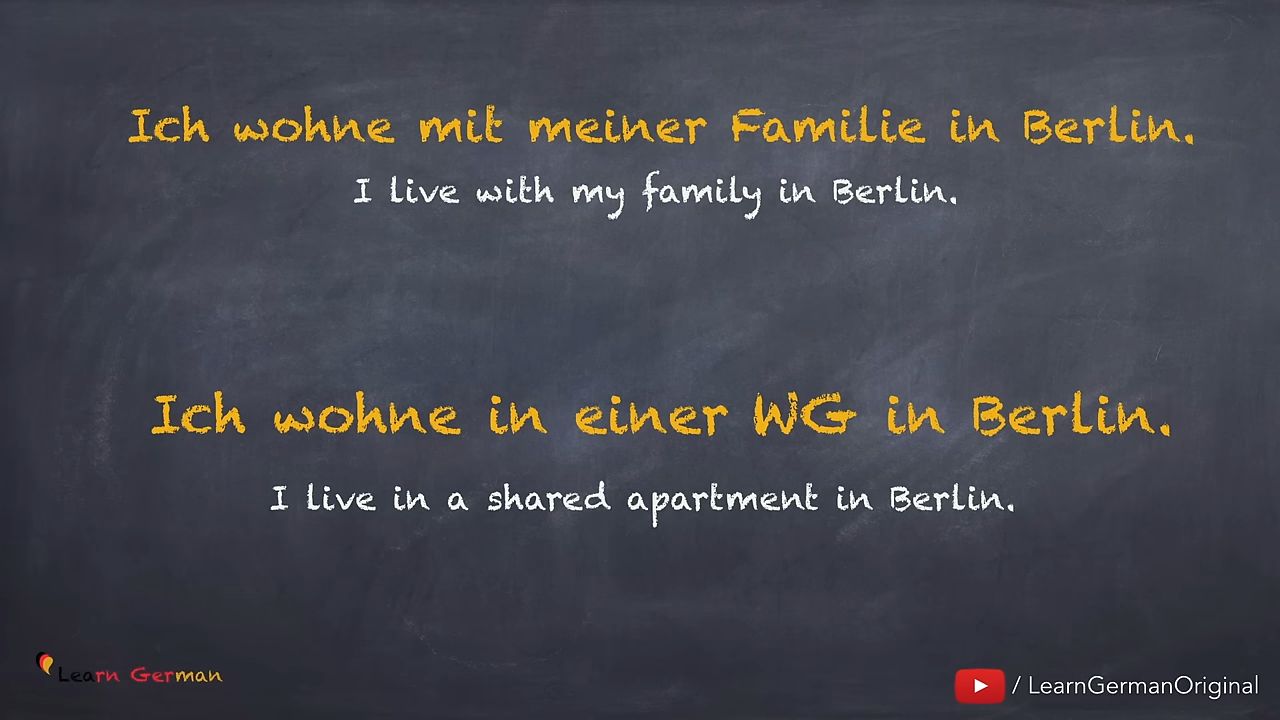 Ich wohne mit meiner Familie in Berlin.
I live with my family in Berlin.
Ich wohne in einer WG in Berlin.
I live in a shared apartment in Berlin.
Learn German
/ LearnGermanOriginal